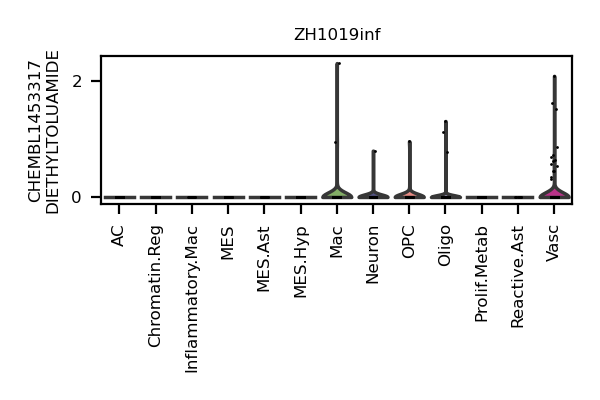 ZH1019inf
CHEMBL1453317
DIETHYLTOLUAMIDE
2
0
AC
Chromatin.Reg
Inflammatory.Mac
MES
MES.Ast
MES.Hyp
Mac
Neuron
OPC
Oligo
Prolif.Metab
Reactive.Ast
Vasc